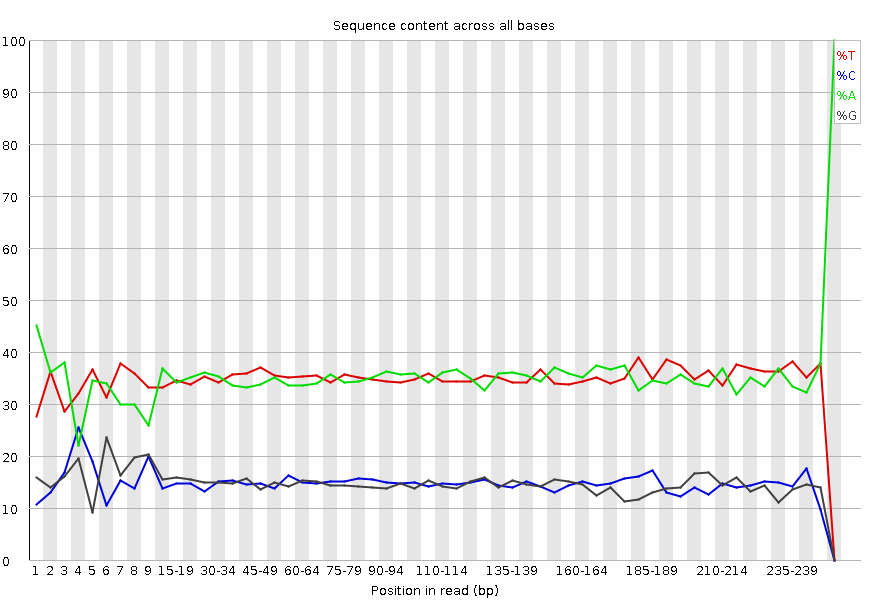 Sequence content across all bases
100
90
80
70
60
50
40
30
20
10
0
%T
%C
%A
%G
1 2 3 4 5 6 7 8 9 15-19 30-34 45-49 60-64 75-79 90-94 110-114 135-139 160-164 185-189 210-214 235-239
Position in read (bp)